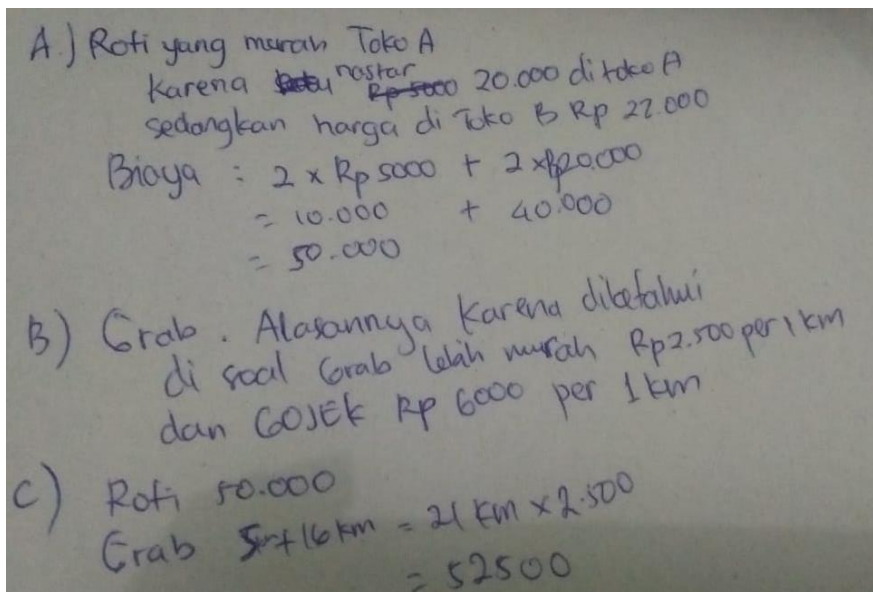 A.) Roti yang murah Toko A
Karena nastar 20.000 di toko A
sedangkan harga di Toko B Rp 22.000
Biaya : 2 x Rp 5000 + 2 x Rp20.000
= 10.000 + 40.000
= 50.000
B) Grab. Alasannya Karena diketahui
di soal Grab lebih murah Rp2.500 per 1 km
dan GOJEK Rp 6000 per 1 km
C) Roti 50.000
Grab 5+16 km = 21 km x 2.500
= 52500